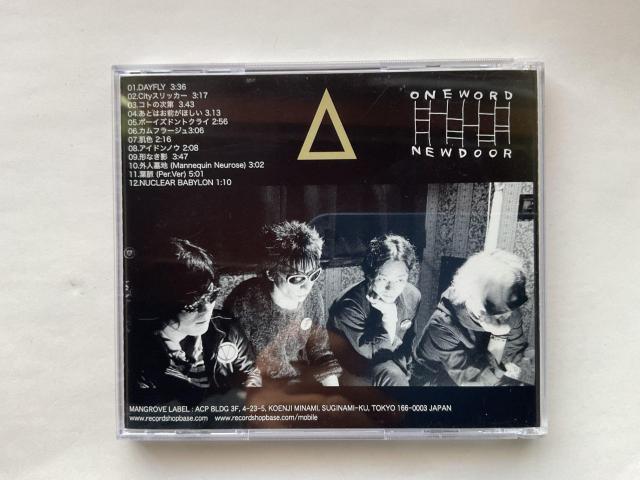 01.DAYFLY 3:36
02.Cityスリッカー 3:17
03.コトの次第 3.43
04.あとはお前がほしい 3.13
05.ボーイズドントクライ 2:56
06.カムフラージュ3:06
07.肌色 2:16
08.アイドンノウ 2:08
09.形なき影 3:47
10.外人墓地 (Mannequin Neurose) 3:02
11.葉脈 (Per.Ver) 5:01
12.NUCLEAR BABYLON 1:10
ONEWORD
NEWDOOR
MANGROVE LABEL : ACP BLDG 3F, 4-23-5, KOENJI MINAMI, SUGINAMI-KU, TOKYO 166-0003 JAPAN
www.recordshopbase.com www.recordshopbase.com/mobile